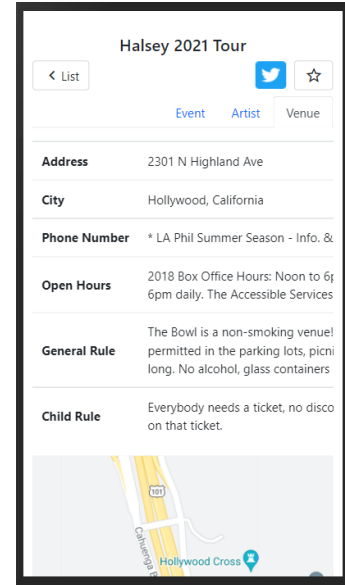 Halsey 2021 Tour
List
Event Artist Venue
Address 2301 N Highland Ave
City Hollywood, California
Phone Number * LA Phil Summer Season - Info. &
Open Hours 2018 Box Office Hours: Noon to
6pm daily. The Accessible Services
General Rule The Bowl is a non-smoking venue!
permitted in the parking lots,
long. No alcohol, glass containers
Child Rule Everybody needs a ticket, no
on that ticket.
101
Cahuenga
Hollywood Cross